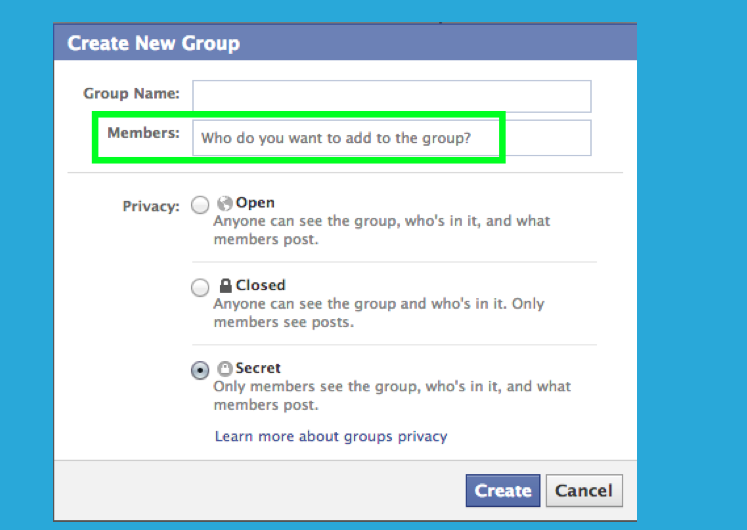 Create New Group
Group Name:
Members: Who do you want to add to the group?
Privacy: Open
Anyone can see the group, who's in it, and what
members post.
Closed
Anyone can see the group and who's in it. Only
members see posts.
Secret
Only members see the group, who's in it, and what
members post.
Learn more about groups privacy
Create Cancel